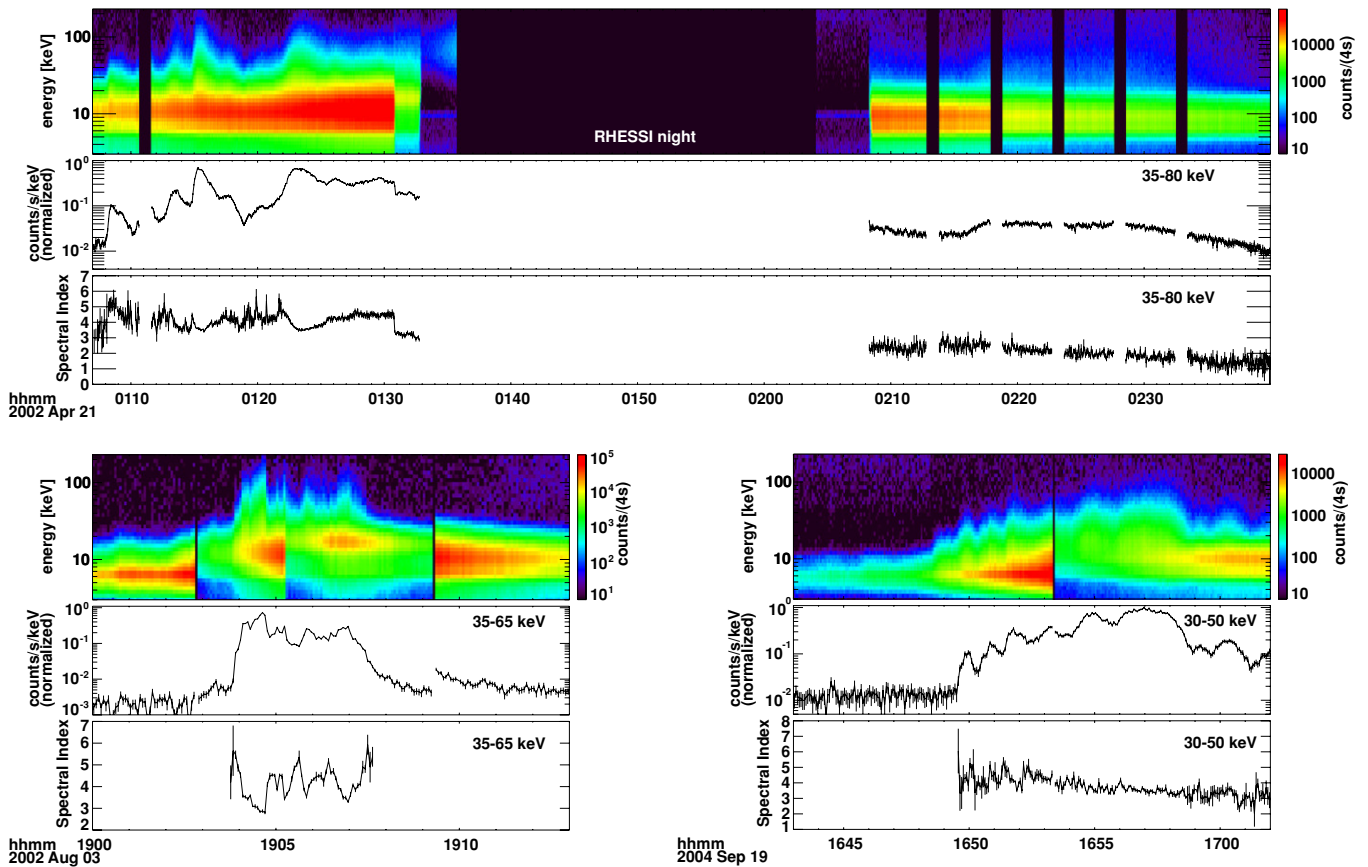 100
10
energy [keV]
RHESSI night
10000
1000
100
10
counts/(4s)
10⁰
10⁻¹
10⁻²
counts/s/keV
(normalized)
35-80 keV
7
6
5
4
3
2
1
0
Spectral Index
35-80 keV
hhmm
2002 Apr 21
0110 0120 0130 0140 0150 0200 0210 0220 0230
100
10
energy [keV]
10⁵
10⁴
10³
10²
10¹
counts/(4s)
10⁰
10⁻¹
10⁻²
10⁻³
counts/s/keV
(normalized)
35-65 keV
7
6
5
4
3
2
Spectral Index
35-65 keV
hhmm
2002 Aug 03
1900 1905 1910
100
10
energy [keV]
10000
1000
100
10
counts/(4s)
10⁰
10⁻¹
10⁻²
counts/s/keV
(normalized)
30-50 keV
8
7
6
5
4
3
2
1
Spectral Index
30-50 keV
hhmm
2004 Sep 19
1645 1650 1655 1700